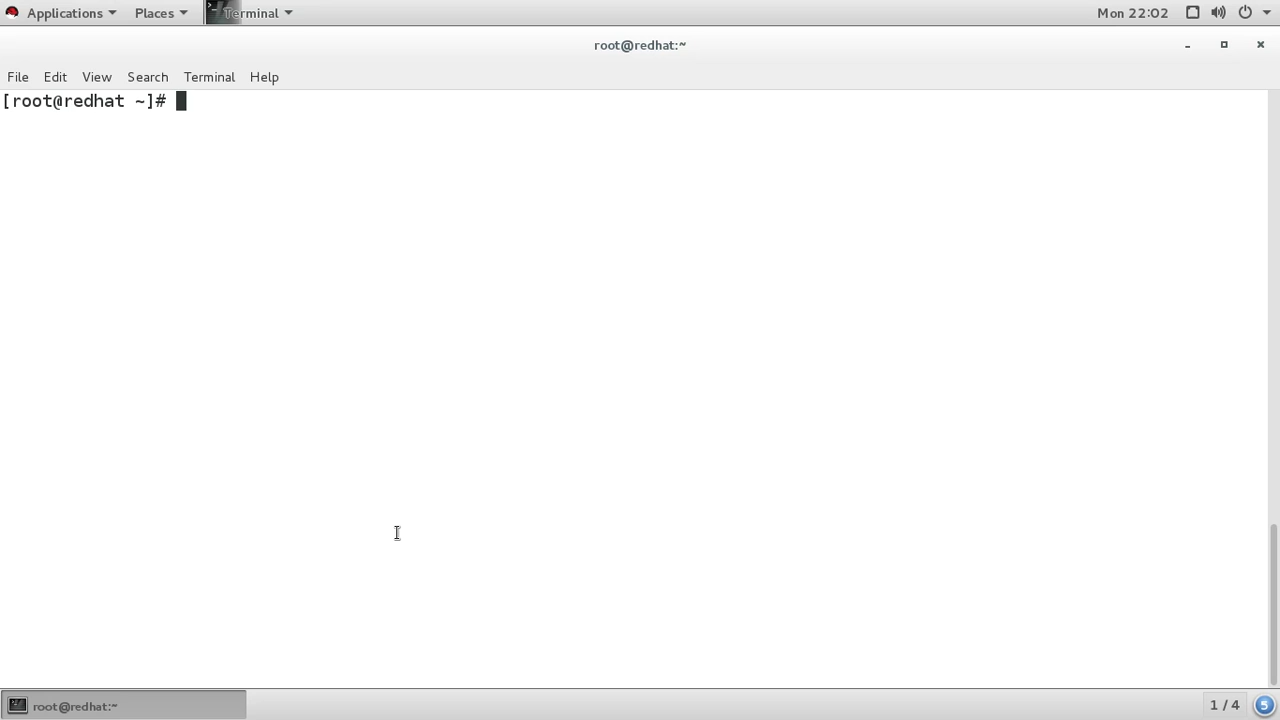 Applications Places Terminal Mon 22:02
root@redhat:~
File Edit View Search Terminal Help
[root@redhat ~]#
root@redhat:~ 1 / 4 5